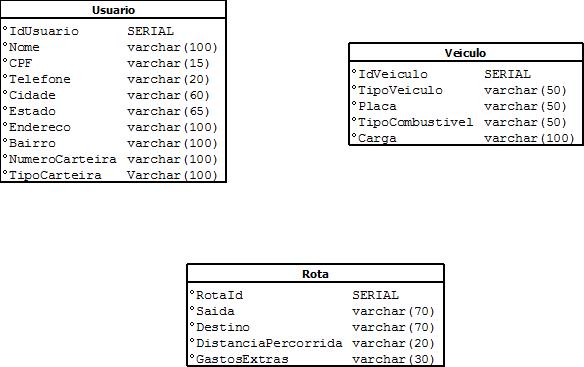 Usuario
IdUsuario SERIAL
Nome varchar(100)
CPF varchar(15)
Telefone varchar(20)
Cidade varchar(60)
Estado varchar(65)
Endereco varchar(100)
Bairro varchar(100)
NumeroCarteira varchar(100)
TipoCarteira Varchar(100)
Veiculo
IdVeiculo SERIAL
TipoVeiculo varchar(50)
Placa varchar(50)
TipoCombustivel varchar(50)
Carga varchar(100)
Rota
RotaId SERIAL
Saida varchar(70)
Destino varchar(70)
DistanciaPercorrida varchar(20)
GastosExtras varchar(30)